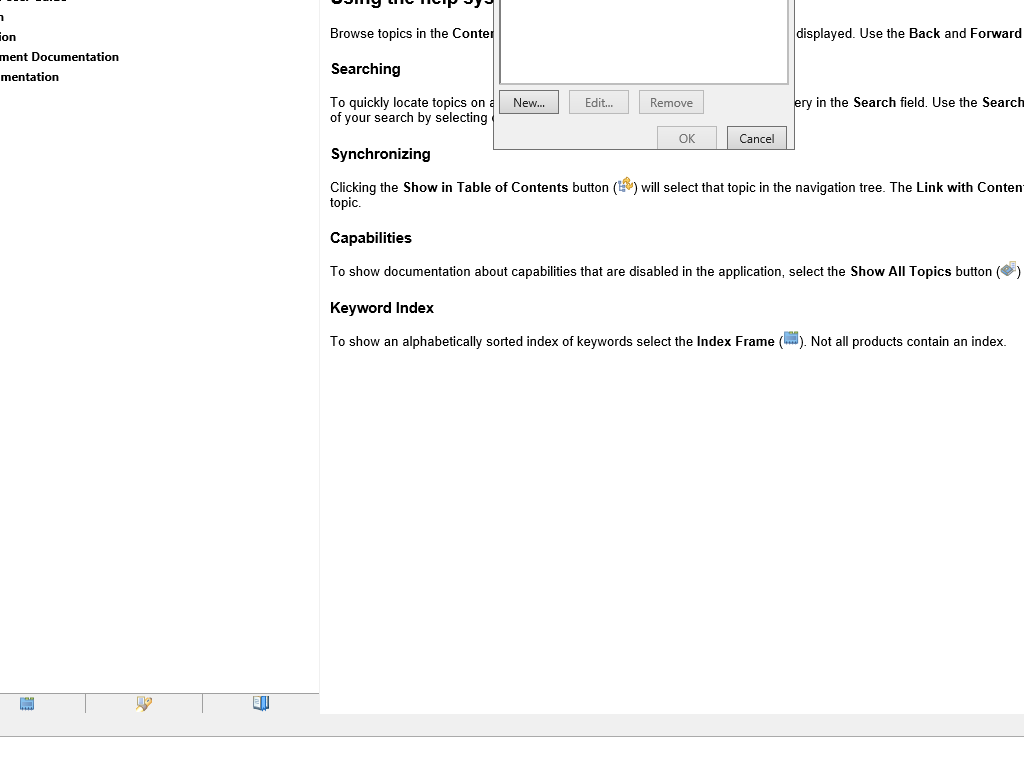 Using the help sys
Browse topics in the Conten
displayed. Use the Back and Forward
ion
ment Documentation
mentation
Searching
To quickly locate topics on a
ery in the Search field. Use the Search
of your search by selecting
New...
Edit...
Remove
OK
Cancel
Synchronizing
Clicking the Show in Table of Contents button ( ) will select that topic in the navigation tree. The Link with Conten
topic.
Capabilities
To show documentation about capabilities that are disabled in the application, select the Show All Topics button ( )
Keyword Index
To show an alphabetically sorted index of keywords select the Index Frame ( ). Not all products contain an index.